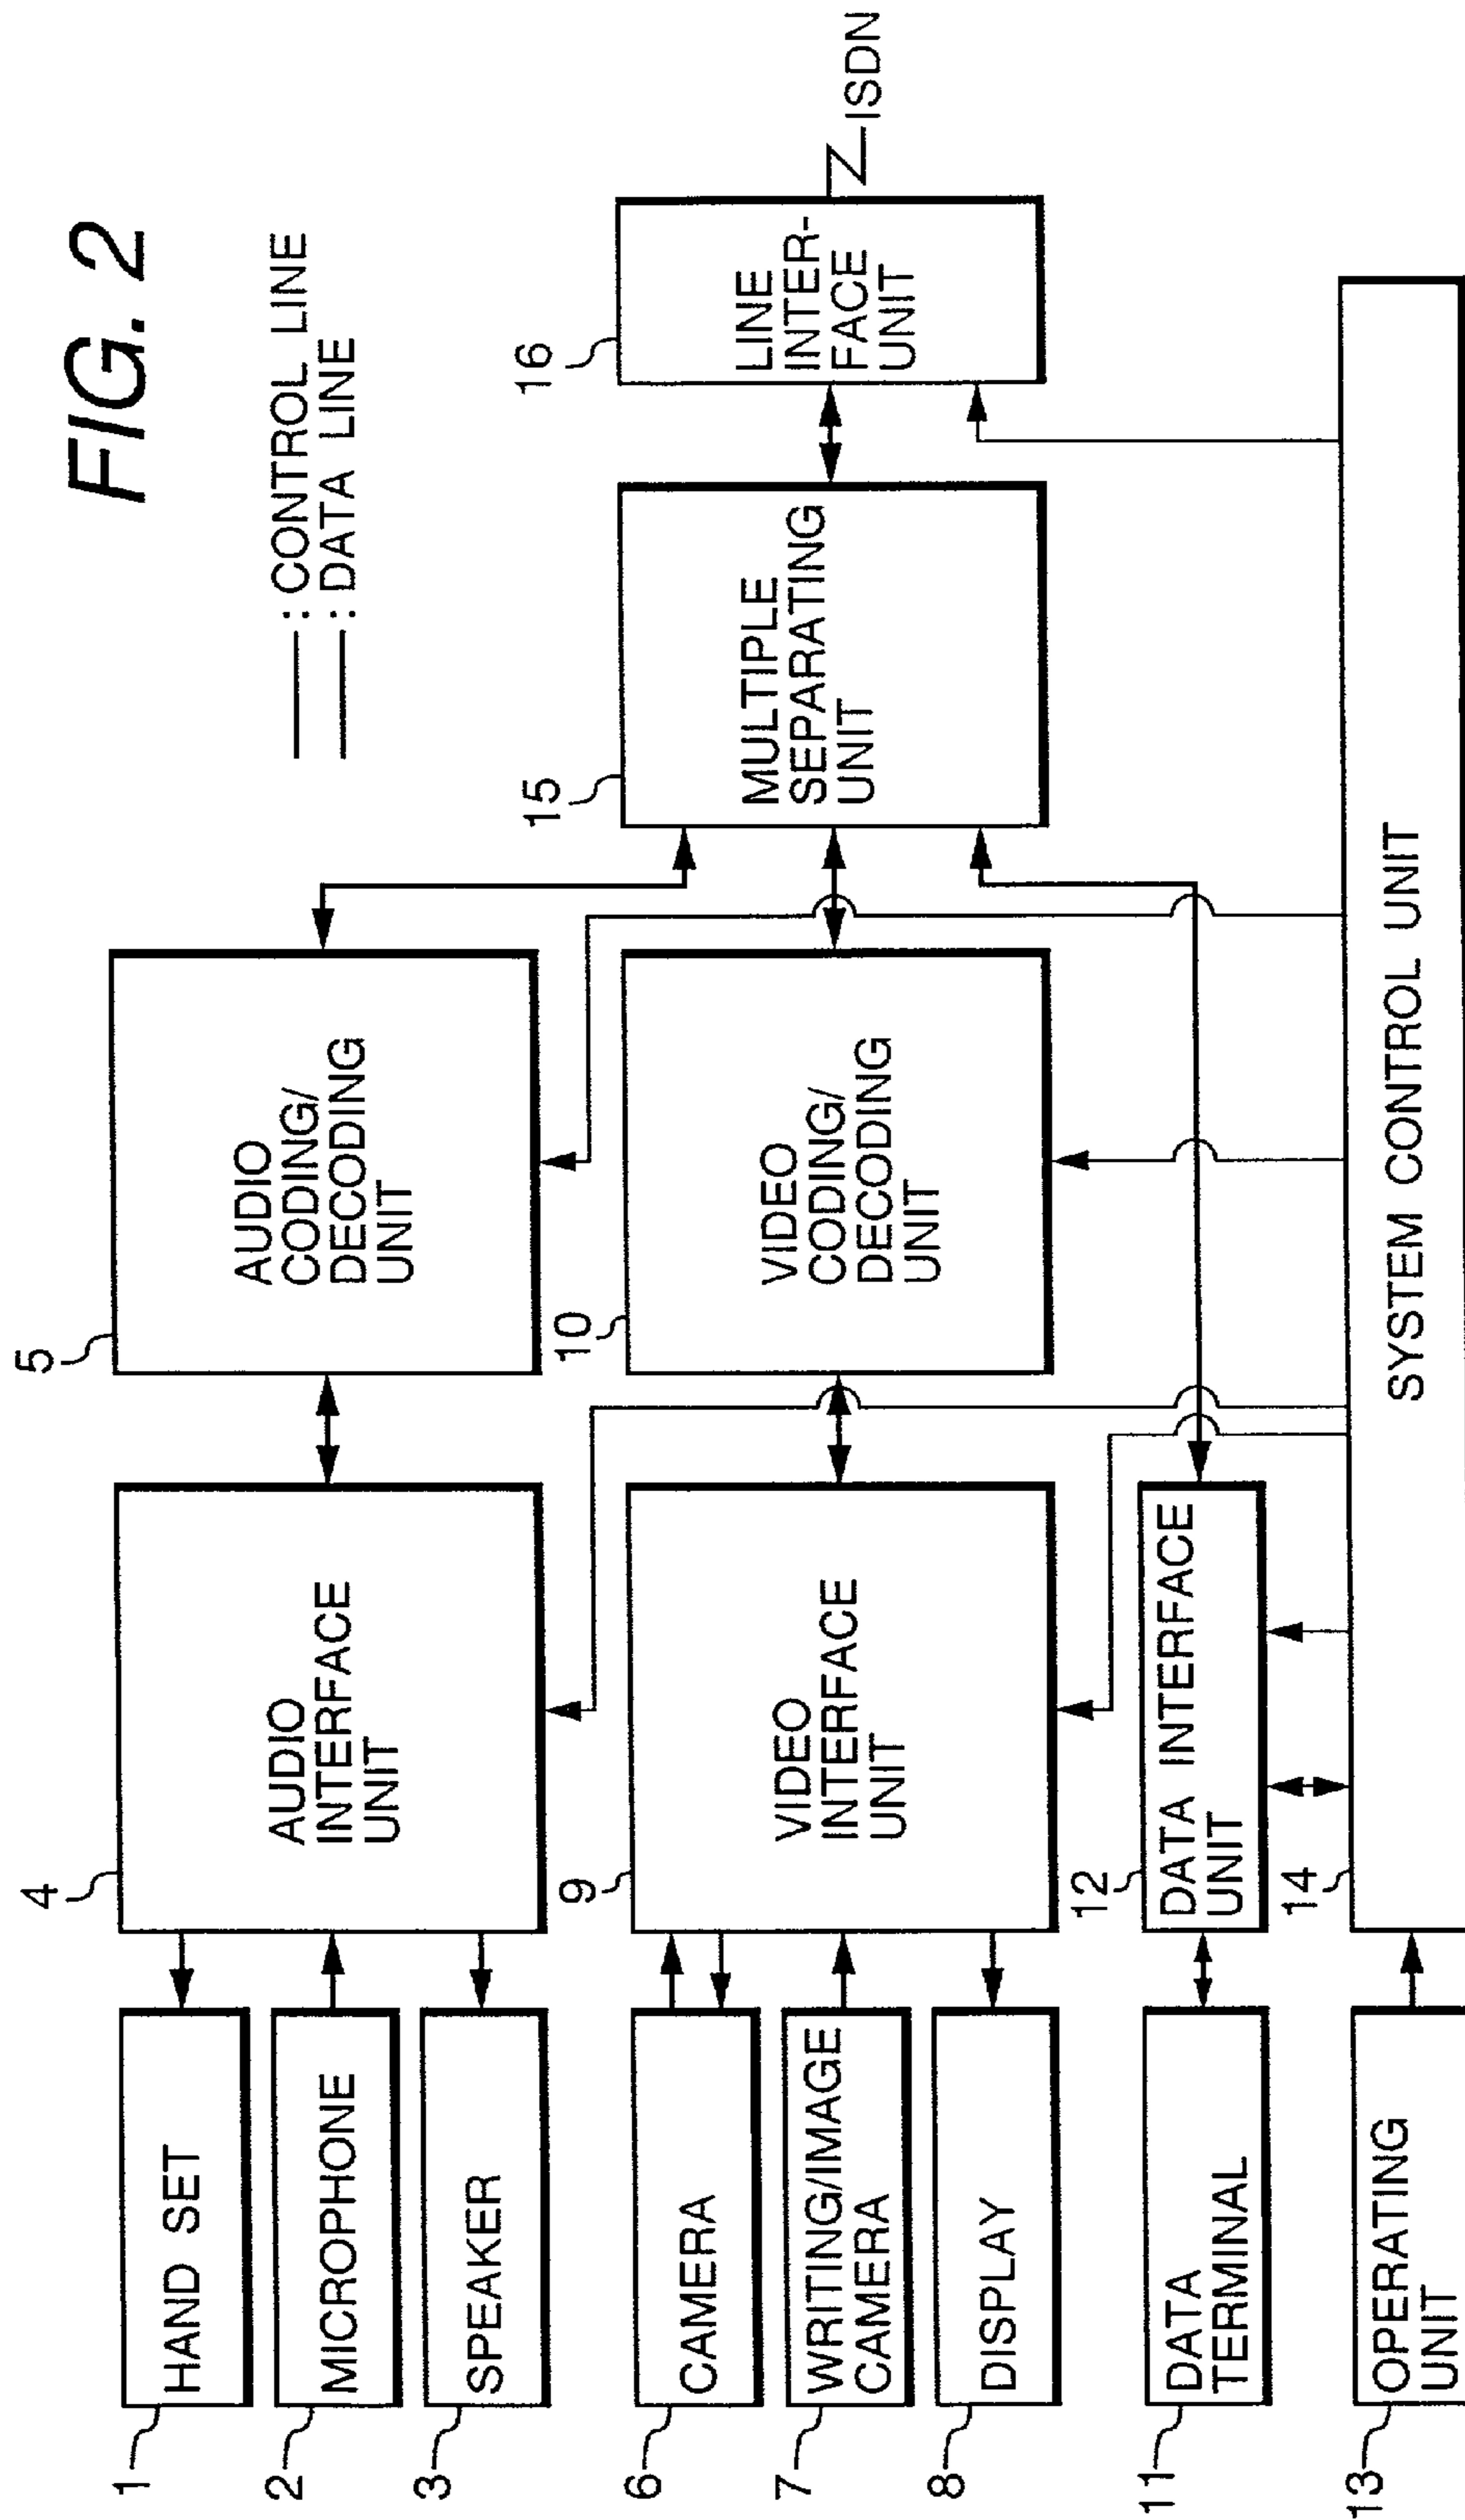 FIG. 2
: CONTROL LINE
: DATA LINE
1
HAND SET
2
MICROPHONE
3
SPEAKER
4
AUDIO
INTERFACE
UNIT
5
AUDIO
CODING/
DECODING
UNIT
6
CAMERA
7
WRITING/IMAGE
CAMERA
8
DISPLAY
9
VIDEO
INTERFACE
UNIT
10
VIDEO
CODING/
DECODING
UNIT
15
MULTIPLE
SEPARATING
UNIT
16
LINE
INTER-
FACE
UNIT
ISDN
11
DATA
TERMINAL
12
DATA INTERFACE
UNIT
13
OPERATING
UNIT
14
SYSTEM CONTROL UNIT